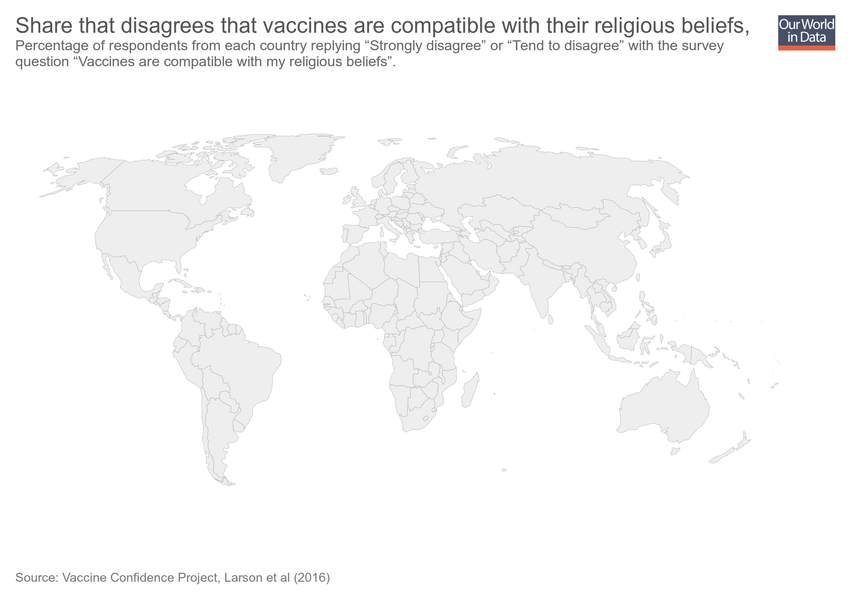 Share that disagrees that vaccines are compatible with their religious beliefs,
Our World
in Data
Percentage of respondents from each country replying “Strongly disagree” or “Tend to disagree” with the survey
question “Vaccines are compatible with my religious beliefs”.
Source: Vaccine Confidence Project, Larson et al (2016)